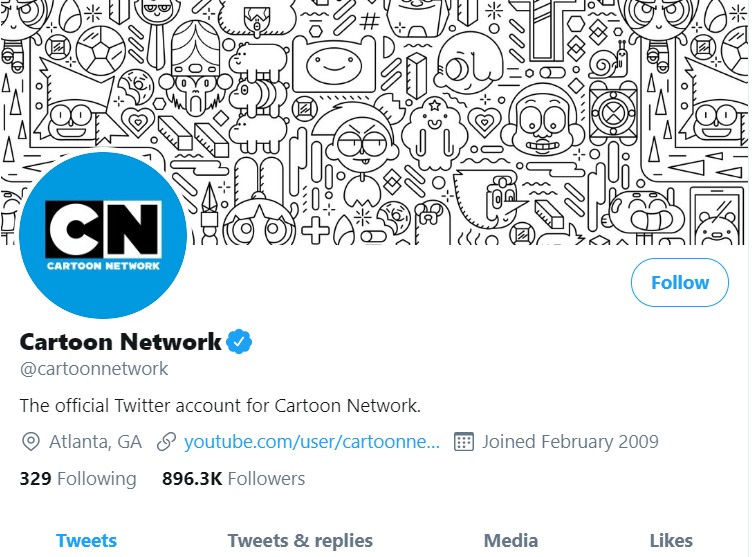 CN
CARTOON NETWORK
Follow
Cartoon Network
@cartoonnetwork
The official Twitter account for Cartoon Network.
Atlanta, GA youtube.com/user/cartoonne... Joined February 2009
329 Following 896.3K Followers
Tweets Tweets & replies Media Likes